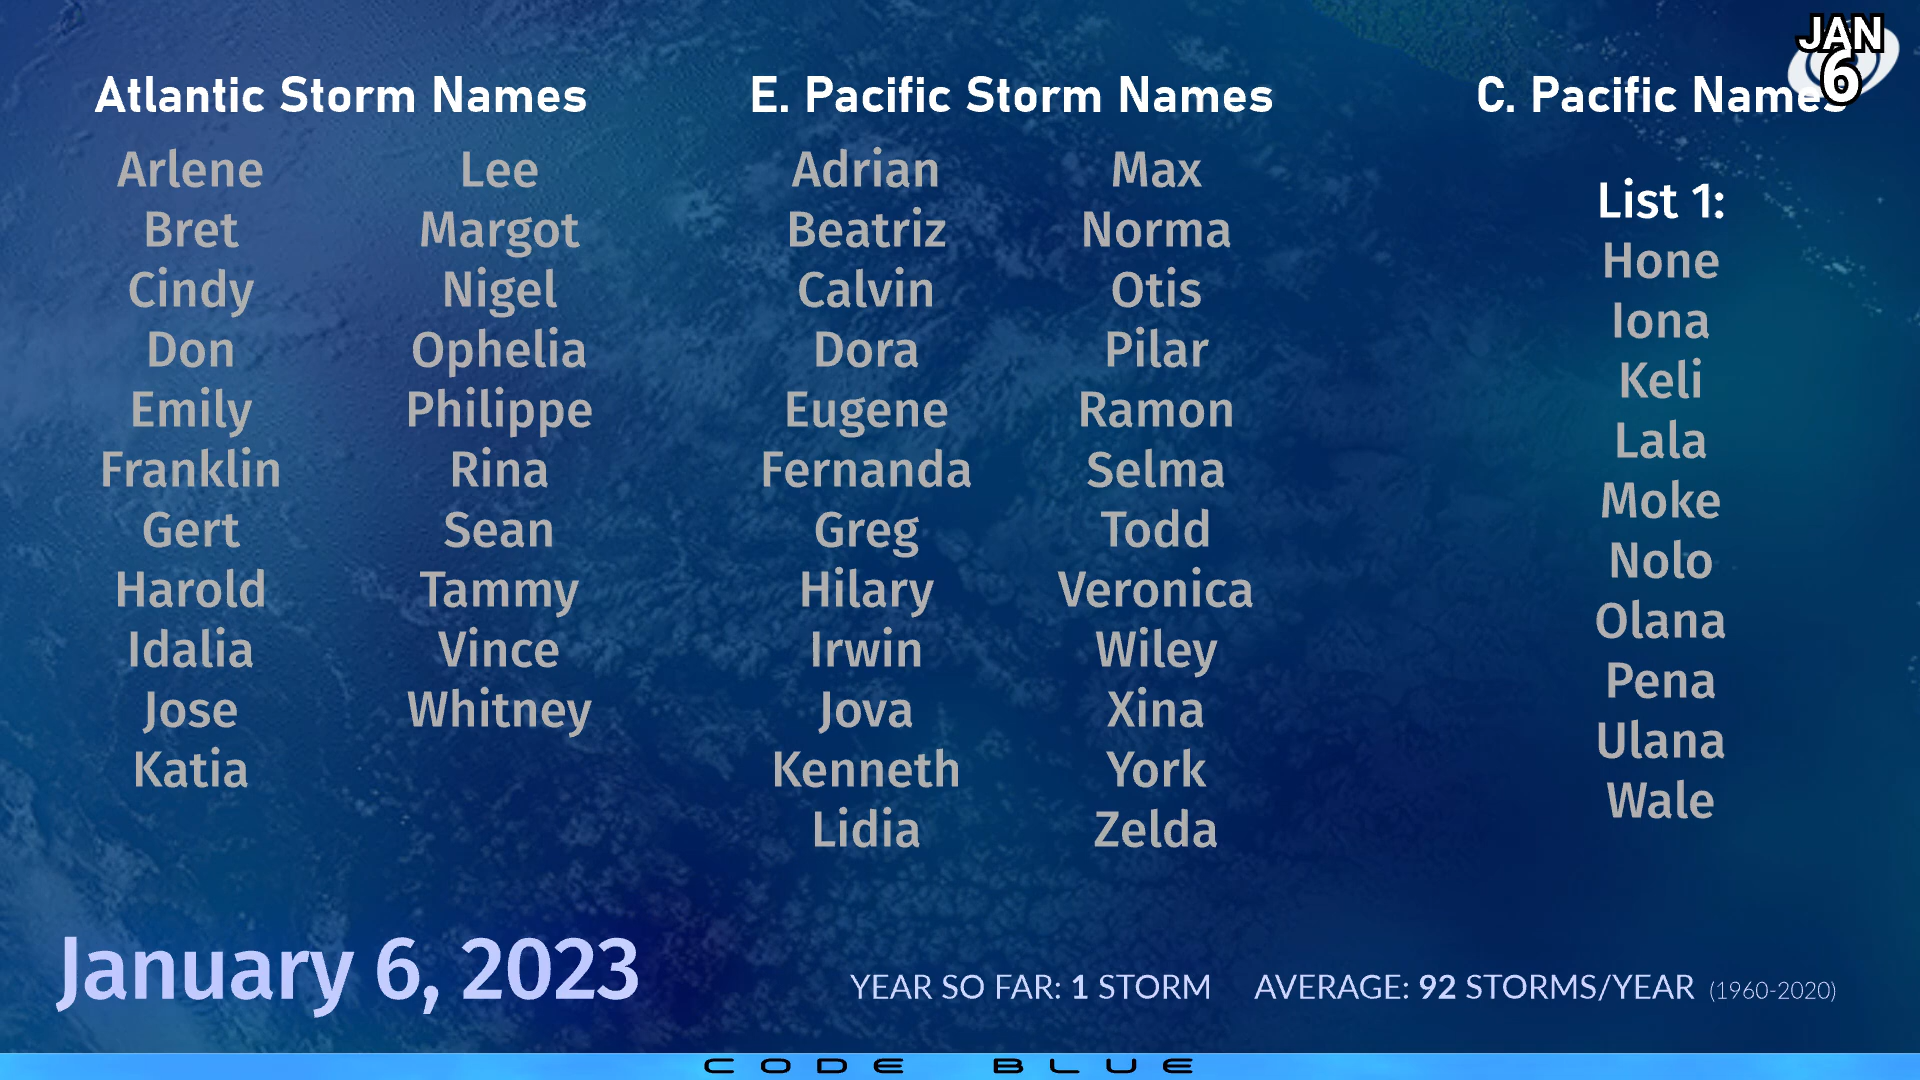 JAN
6
Atlantic Storm Names
Arlene
Bret
Cindy
Don
Emily
Franklin
Gert
Harold
Idalia
Jose
Katia
Lee
Margot
Nigel
Ophelia
Philippe
Rina
Sean
Tammy
Vince
Whitney
E. Pacific Storm Names
Adrian
Beatriz
Calvin
Dora
Eugene
Fernanda
Greg
Hilary
Irwin
Jova
Kenneth
Lidia
Max
Norma
Otis
Pilar
Ramon
Selma
Todd
Veronica
Wiley
Xina
York
Zelda
C. Pacific Names
List 1:
Hone
Iona
Keli
Lala
Moke
Nolo
Olana
Pena
Ulana
Wale
January 6, 2023
YEAR SO FAR: 1 STORM
AVERAGE: 92 STORMS/YEAR (1960-2020)
CODE BLUE